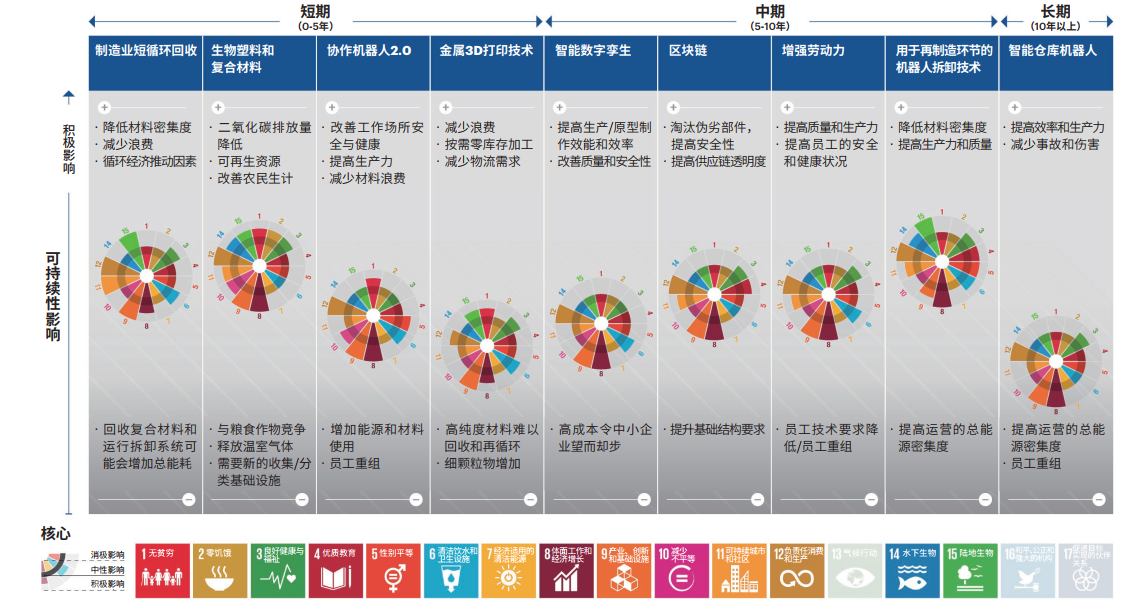 短期
(0-5年)
中期
(5-10年)
长期
(10年以上)
制造业短循环回收
生物塑料和
复合材料
协作机器人2.0
金属3D打印技术
智能数字孪生
区块链
增强劳动力
用于再制造环节的
机器人拆卸技术
智能仓库机器人
积极影响
可持续性影响
· 降低材料密集度
· 减少浪费
· 循环经济推动因素
· 二氧化碳排放量
降低
· 可再生资源
· 改善农民生计
· 改善工作场所安
全与健康
· 提高生产力
· 减少材料浪费
· 减少浪费
· 按需零库存加工
· 减少物流需求
· 提高生产/原型制
作效能和效率
· 改善质量和安全性
· 淘汰伪劣部件，
提高安全性
· 提高供应链透明度
· 提高质量和生产力
· 提高员工的安全
和健康状况
· 降低材料密集度
· 提高生产力和质量
· 提高效率和生产力
· 减少事故和伤害
· 回收复合材料和
运行拆卸系统可
能会增加总能耗
· 与粮食作物竞争
· 释放温室气体
· 需要新的收集/分
类基础设施
· 增加能源和材料
使用
· 员工重组
· 高纯度材料难以
回收和再循环
· 细颗粒物增加
· 高成本令中小企
业望而却步
· 提升基础结构要求
· 员工技术要求降
低/员工重组
· 提高运营的总能
源密集度
· 提高运营的总能
源密集度
· 员工重组
核心
消极影响
中性影响
积极影响
1 无贫穷
2 零饥饿
3 良好健康与
福祉
4 优质教育
5 性别平等
6 清洁饮水和
卫生设施
7 经济适用的
清洁能源
8 体面工作和
经济增长
9 产业、创新
和基础设施
10 减少
不平等
11 可持续城市
和社区
12 负责任消费
和生产
13 气候行动
14 水下生物
15 陆地生物
16 和平、公正和
强大的机构
17 促进目标
实现的伙伴
关系